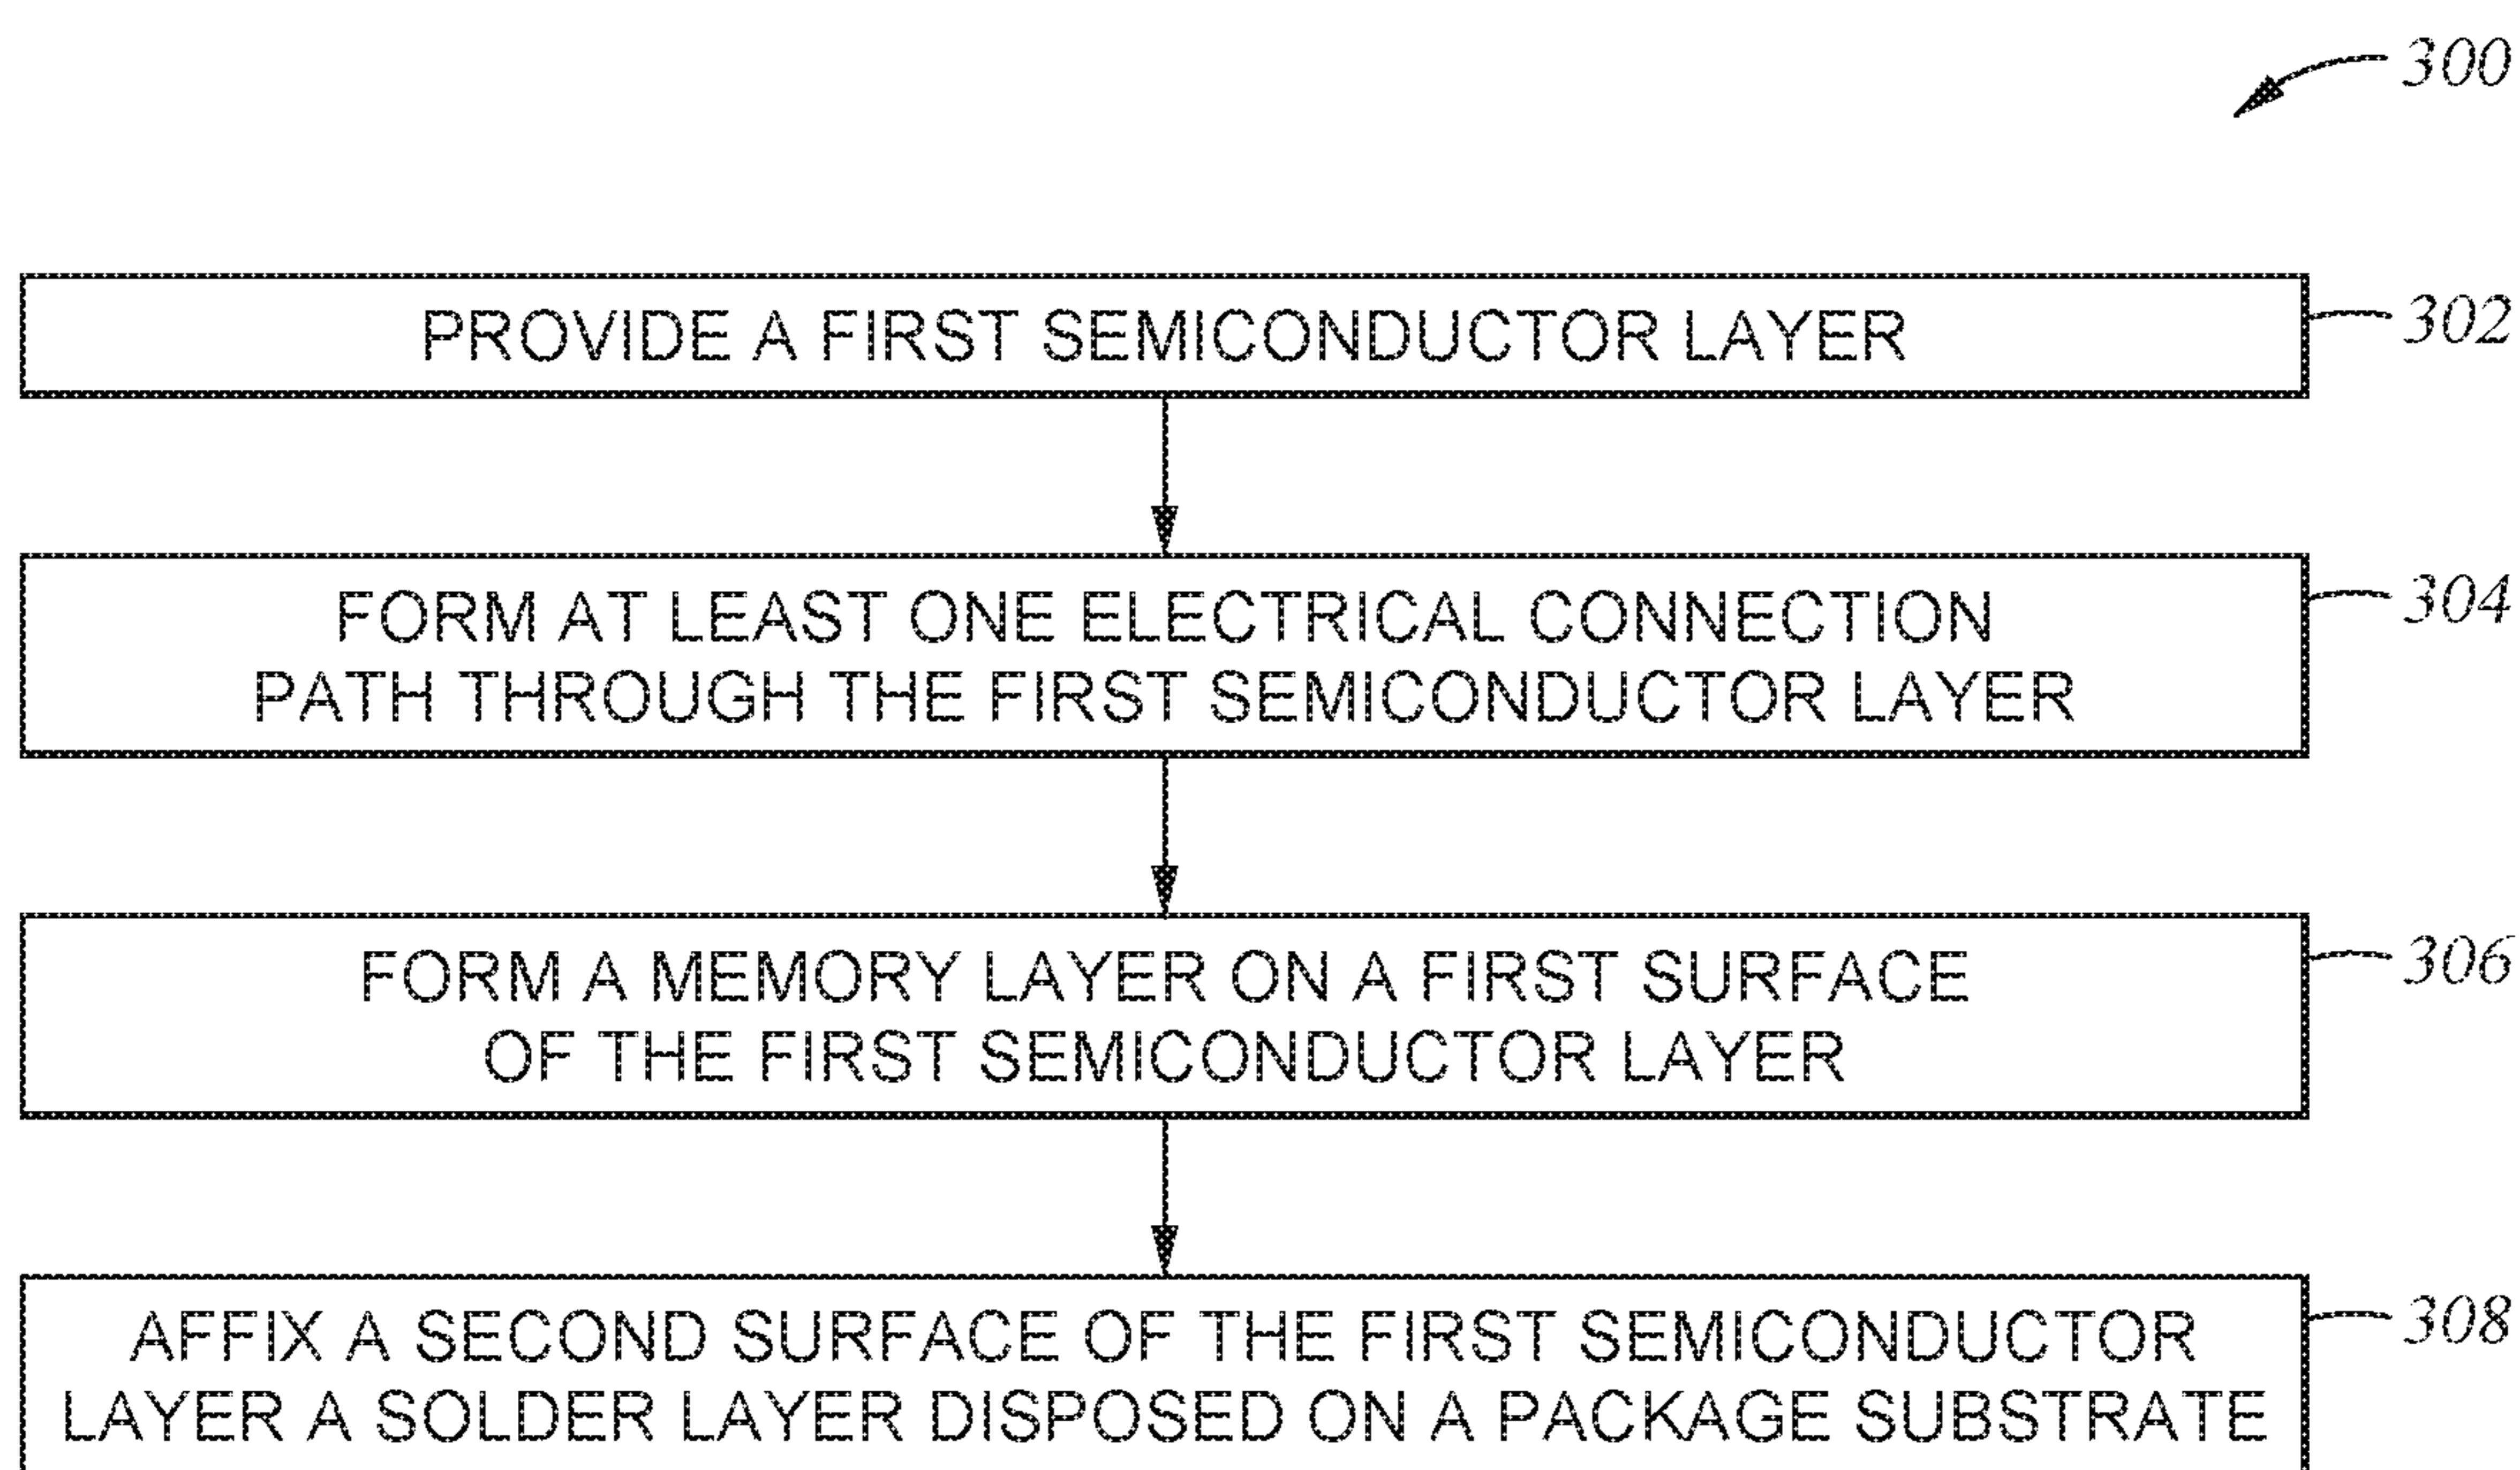 300
PROVIDE A FIRST SEMICONDUCTOR LAYER
302
FORM AT LEAST ONE ELECTRICAL CONNECTION
PATH THROUGH THE FIRST SEMICONDUCTOR LAYER
304
FORM A MEMORY LAYER ON A FIRST SURFACE
OF THE FIRST SEMICONDUCTOR LAYER
306
AFFIX A SECOND SURFACE OF THE FIRST SEMICONDUCTOR
LAYER A SOLDER LAYER DISPOSED ON A PACKAGE SUBSTRATE
308